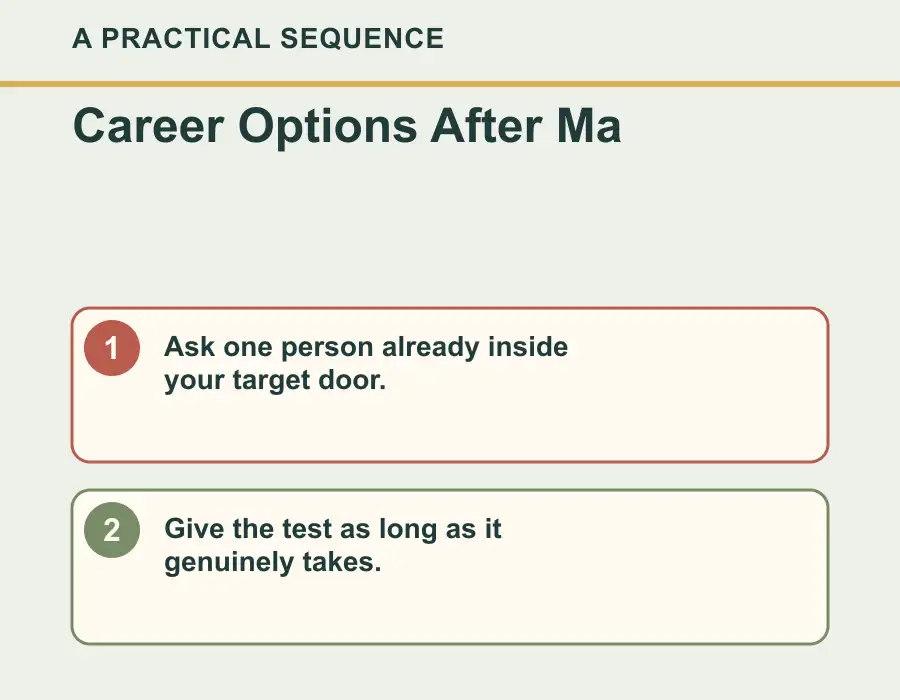 A PRACTICAL SEQUENCE
Career Options After Ma
1
Ask one person already inside
your target door.
2
Give the test as long as it
genuinely takes.